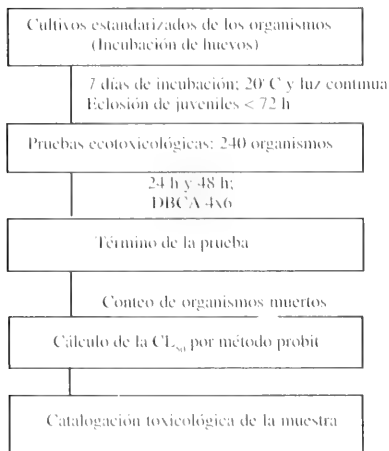 Cultivos estandarizados de los organismos
(Incubación de huevos)
7 días de incubación; 20° C y luz continua
Eclosión de juveniles < 72 h
Pruebas ecotoxicológicas: 240 organismos
24 h y 48 h;
DBCA 4x6
Término de la prueba
Conteo de organismos muertos
Cálculo de la CL50 por método probit
Catalogación toxicológica de la muestra